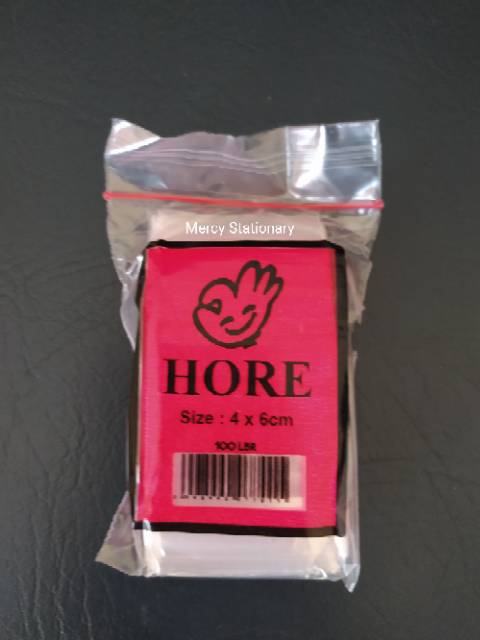 Mercy Stationary
HORE
Size : 4 x 6cm
100 LBR